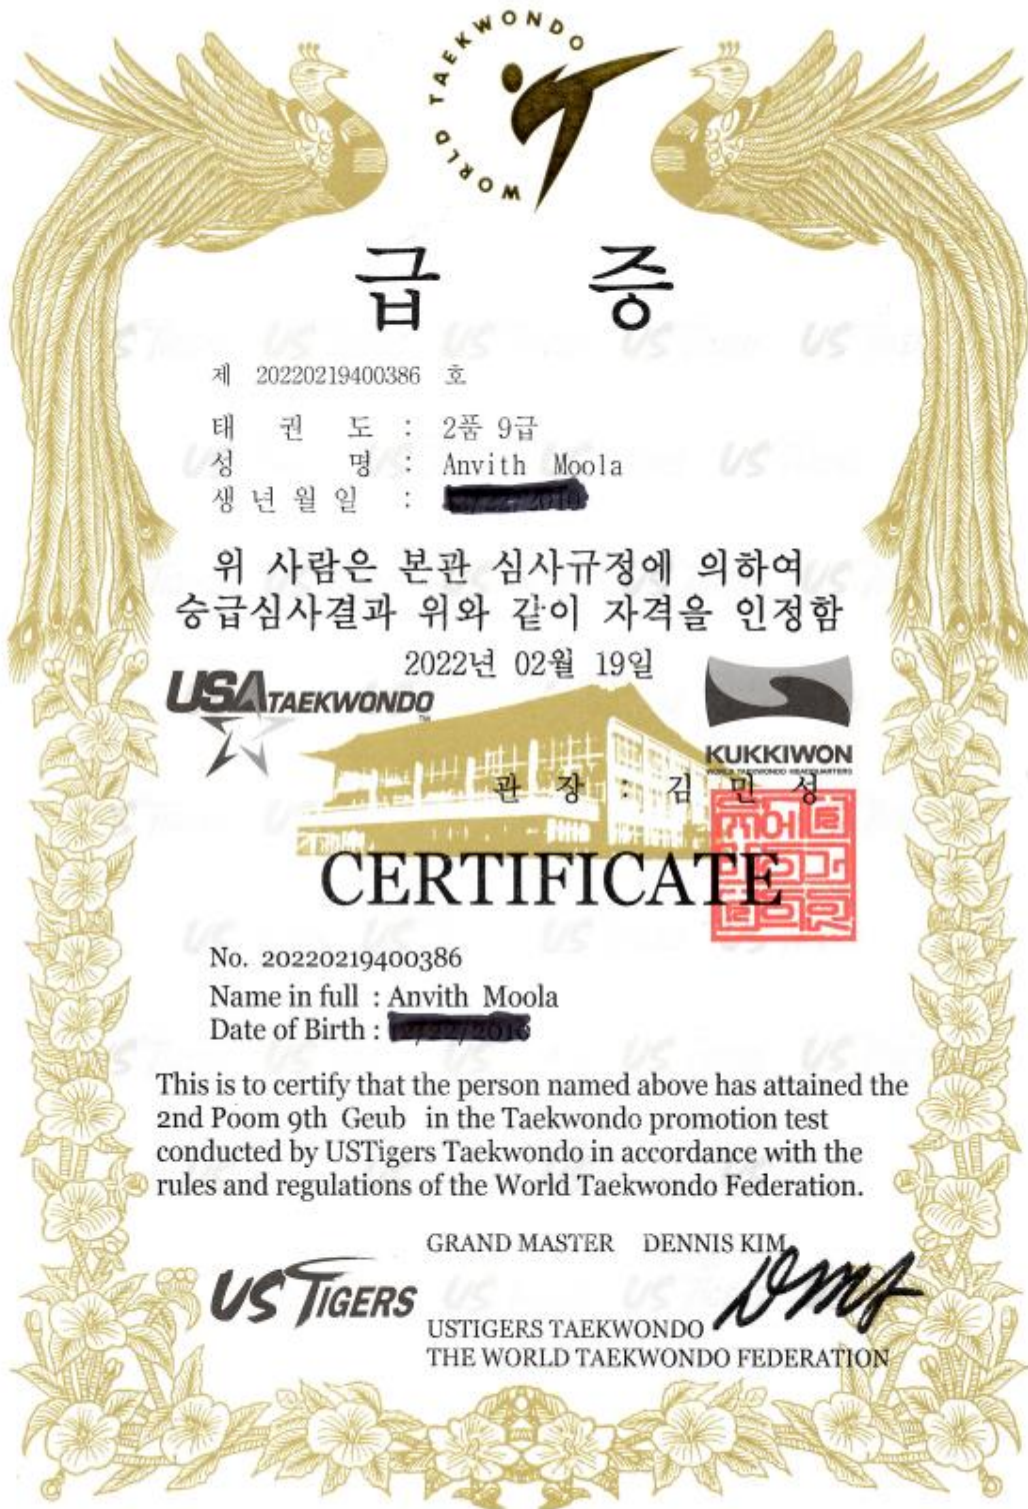 WORLD TAEKWONDO
급 증
제 20220219400386 호
태 권 도 : 2품 9급
성 명 : Anvith Moola
생 년 월 일 :
위 사람은 본관 심사규정에 의하여
승급심사결과 위와 같이 자격을 인정함
2022년 02월 19일
USA TAEKWONDO
KUKKIWON
WORLD TAEKWONDO HEADQUARTERS
관 장 : 김 민 성
CERTIFICATE
No. 20220219400386
Name in full : Anvith Moola
Date of Birth :
This is to certify that the person named above has attained the
2nd Poom 9th Geub in the Taekwondo promotion test
conducted by USTigers Taekwondo in accordance with the
rules and regulations of the World Taekwondo Federation.
GRAND MASTER DENNIS KIM
US TIGERS
USTIGERS TAEKWONDO
THE WORLD TAEKWONDO FEDERATION